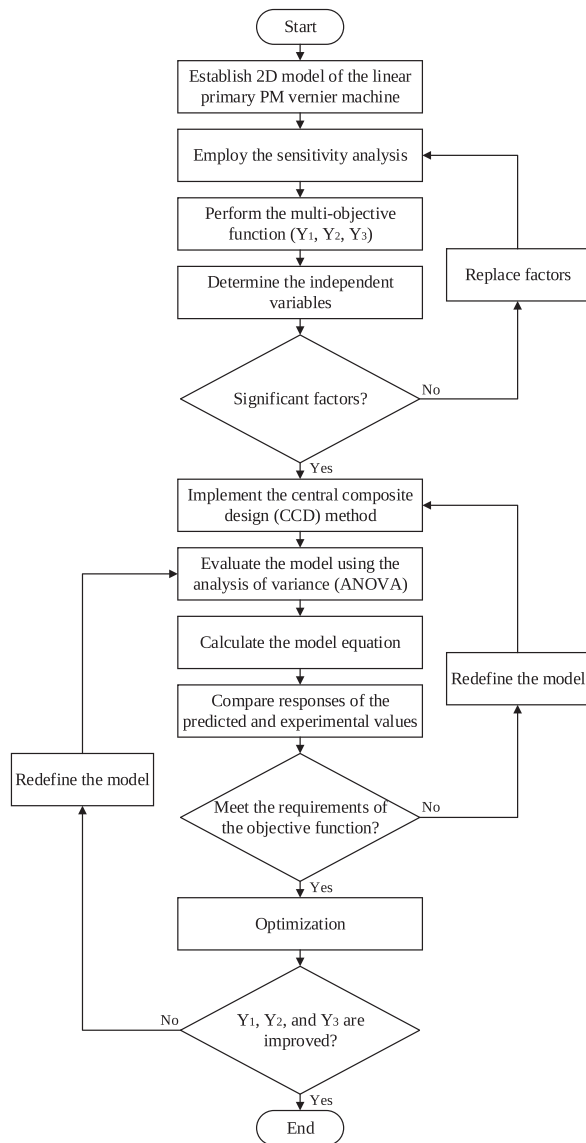 Start
Establish 2D model of the linear
primary PM vernier machine
Employ the sensitivity analysis
Perform the multi-objective
function (Y₁, Y₂, Y₃)
Replace factors
Determine the independent
variables
Significant factors?
No
Yes
Implement the central composite
design (CCD) method
Evaluate the model using the
analysis of variance (ANOVA)
Calculate the model equation
Redefine the model
Compare responses of the
predicted and experimental values
Redefine the model
Meet the requirements of
the objective function?
No
Yes
Optimization
No
Y₁, Y₂, and Y₃ are
improved?
Yes
End